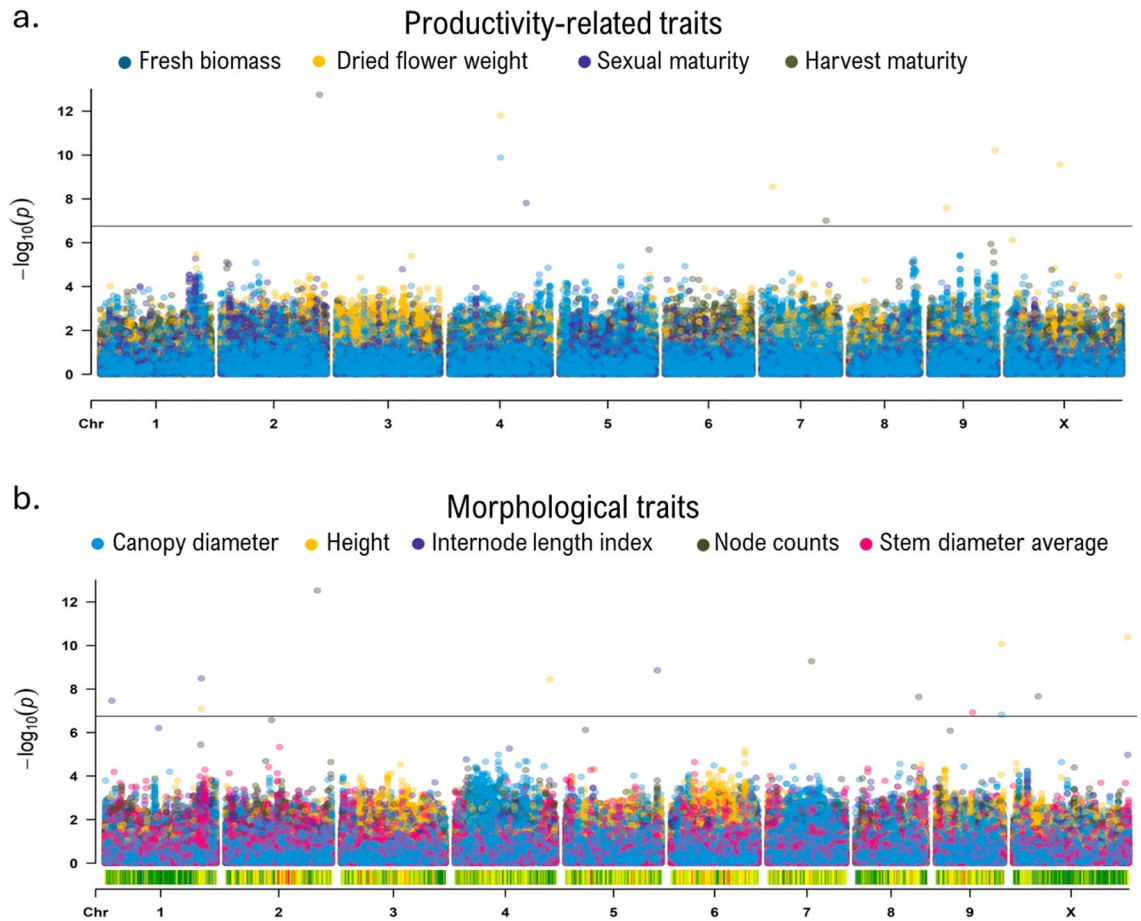 a.
Productivity-related traits
Fresh biomass Dried flower weight Sexual maturity Harvest maturity
12
10
8
6
4
2
0
−log10(p)
Chr 1 2 3 4 5 6 7 8 9 X
b.
Morphological traits
Canopy diameter Height Internode length index Node counts Stem diameter average
12
10
8
6
4
2
0
−log10(p)
Chr 1 2 3 4 5 6 7 8 9 X